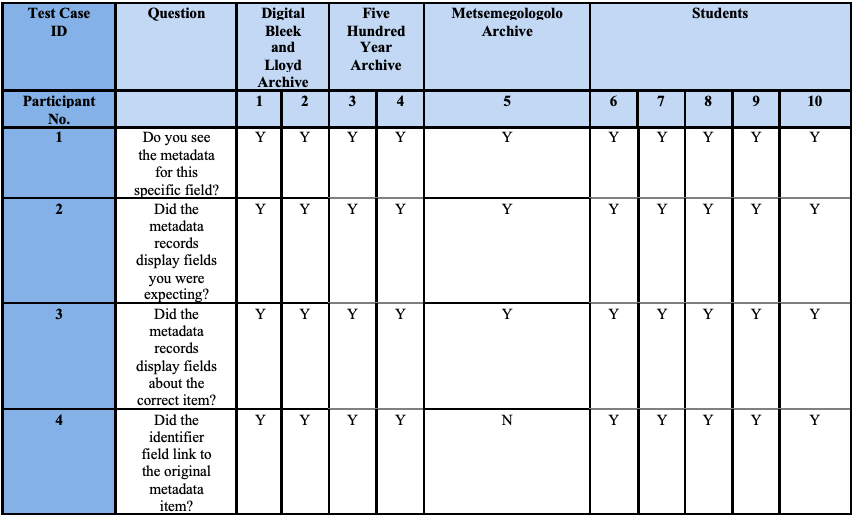 Test Case ID Question Digital Bleek and Lloyd Archive Five Hundred Year Archive Metsemegologolo Archive Students
Participant No. 1 2 3 4 5 6 7 8 9 10
1 Do you see the metadata for this specific field? Y Y Y Y Y Y Y Y Y Y
2 Did the metadata records display fields you were expecting? Y Y Y Y Y Y Y Y Y Y
3 Did the metadata records display fields about the correct item? Y Y Y Y Y Y Y Y Y Y
4 Did the identifier field link to the original metadata item? Y Y Y Y N Y Y Y Y Y